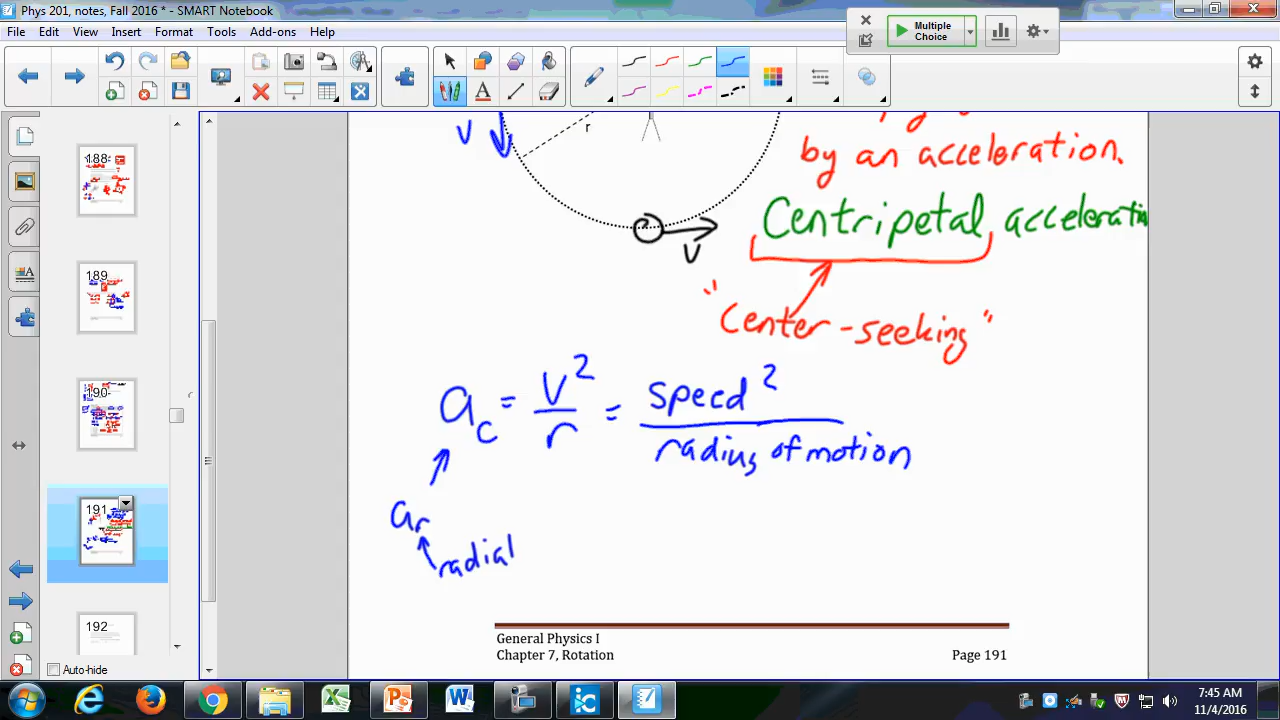 Phys 201, notes, Fall 2016 * - SMART Notebook
File Edit View Insert Format Tools Add-ons Help
Multiple
Choice
188
189
190
191
192
Auto-hide
v
r
by an acceleration.
v
Centripetal acceleratio
"Center-seeking"
a_c = v²/r = speed²/radius of motion
a_r
radial
General Physics I
Chapter 7, Rotation Page 191
7:45 AM
11/4/2016